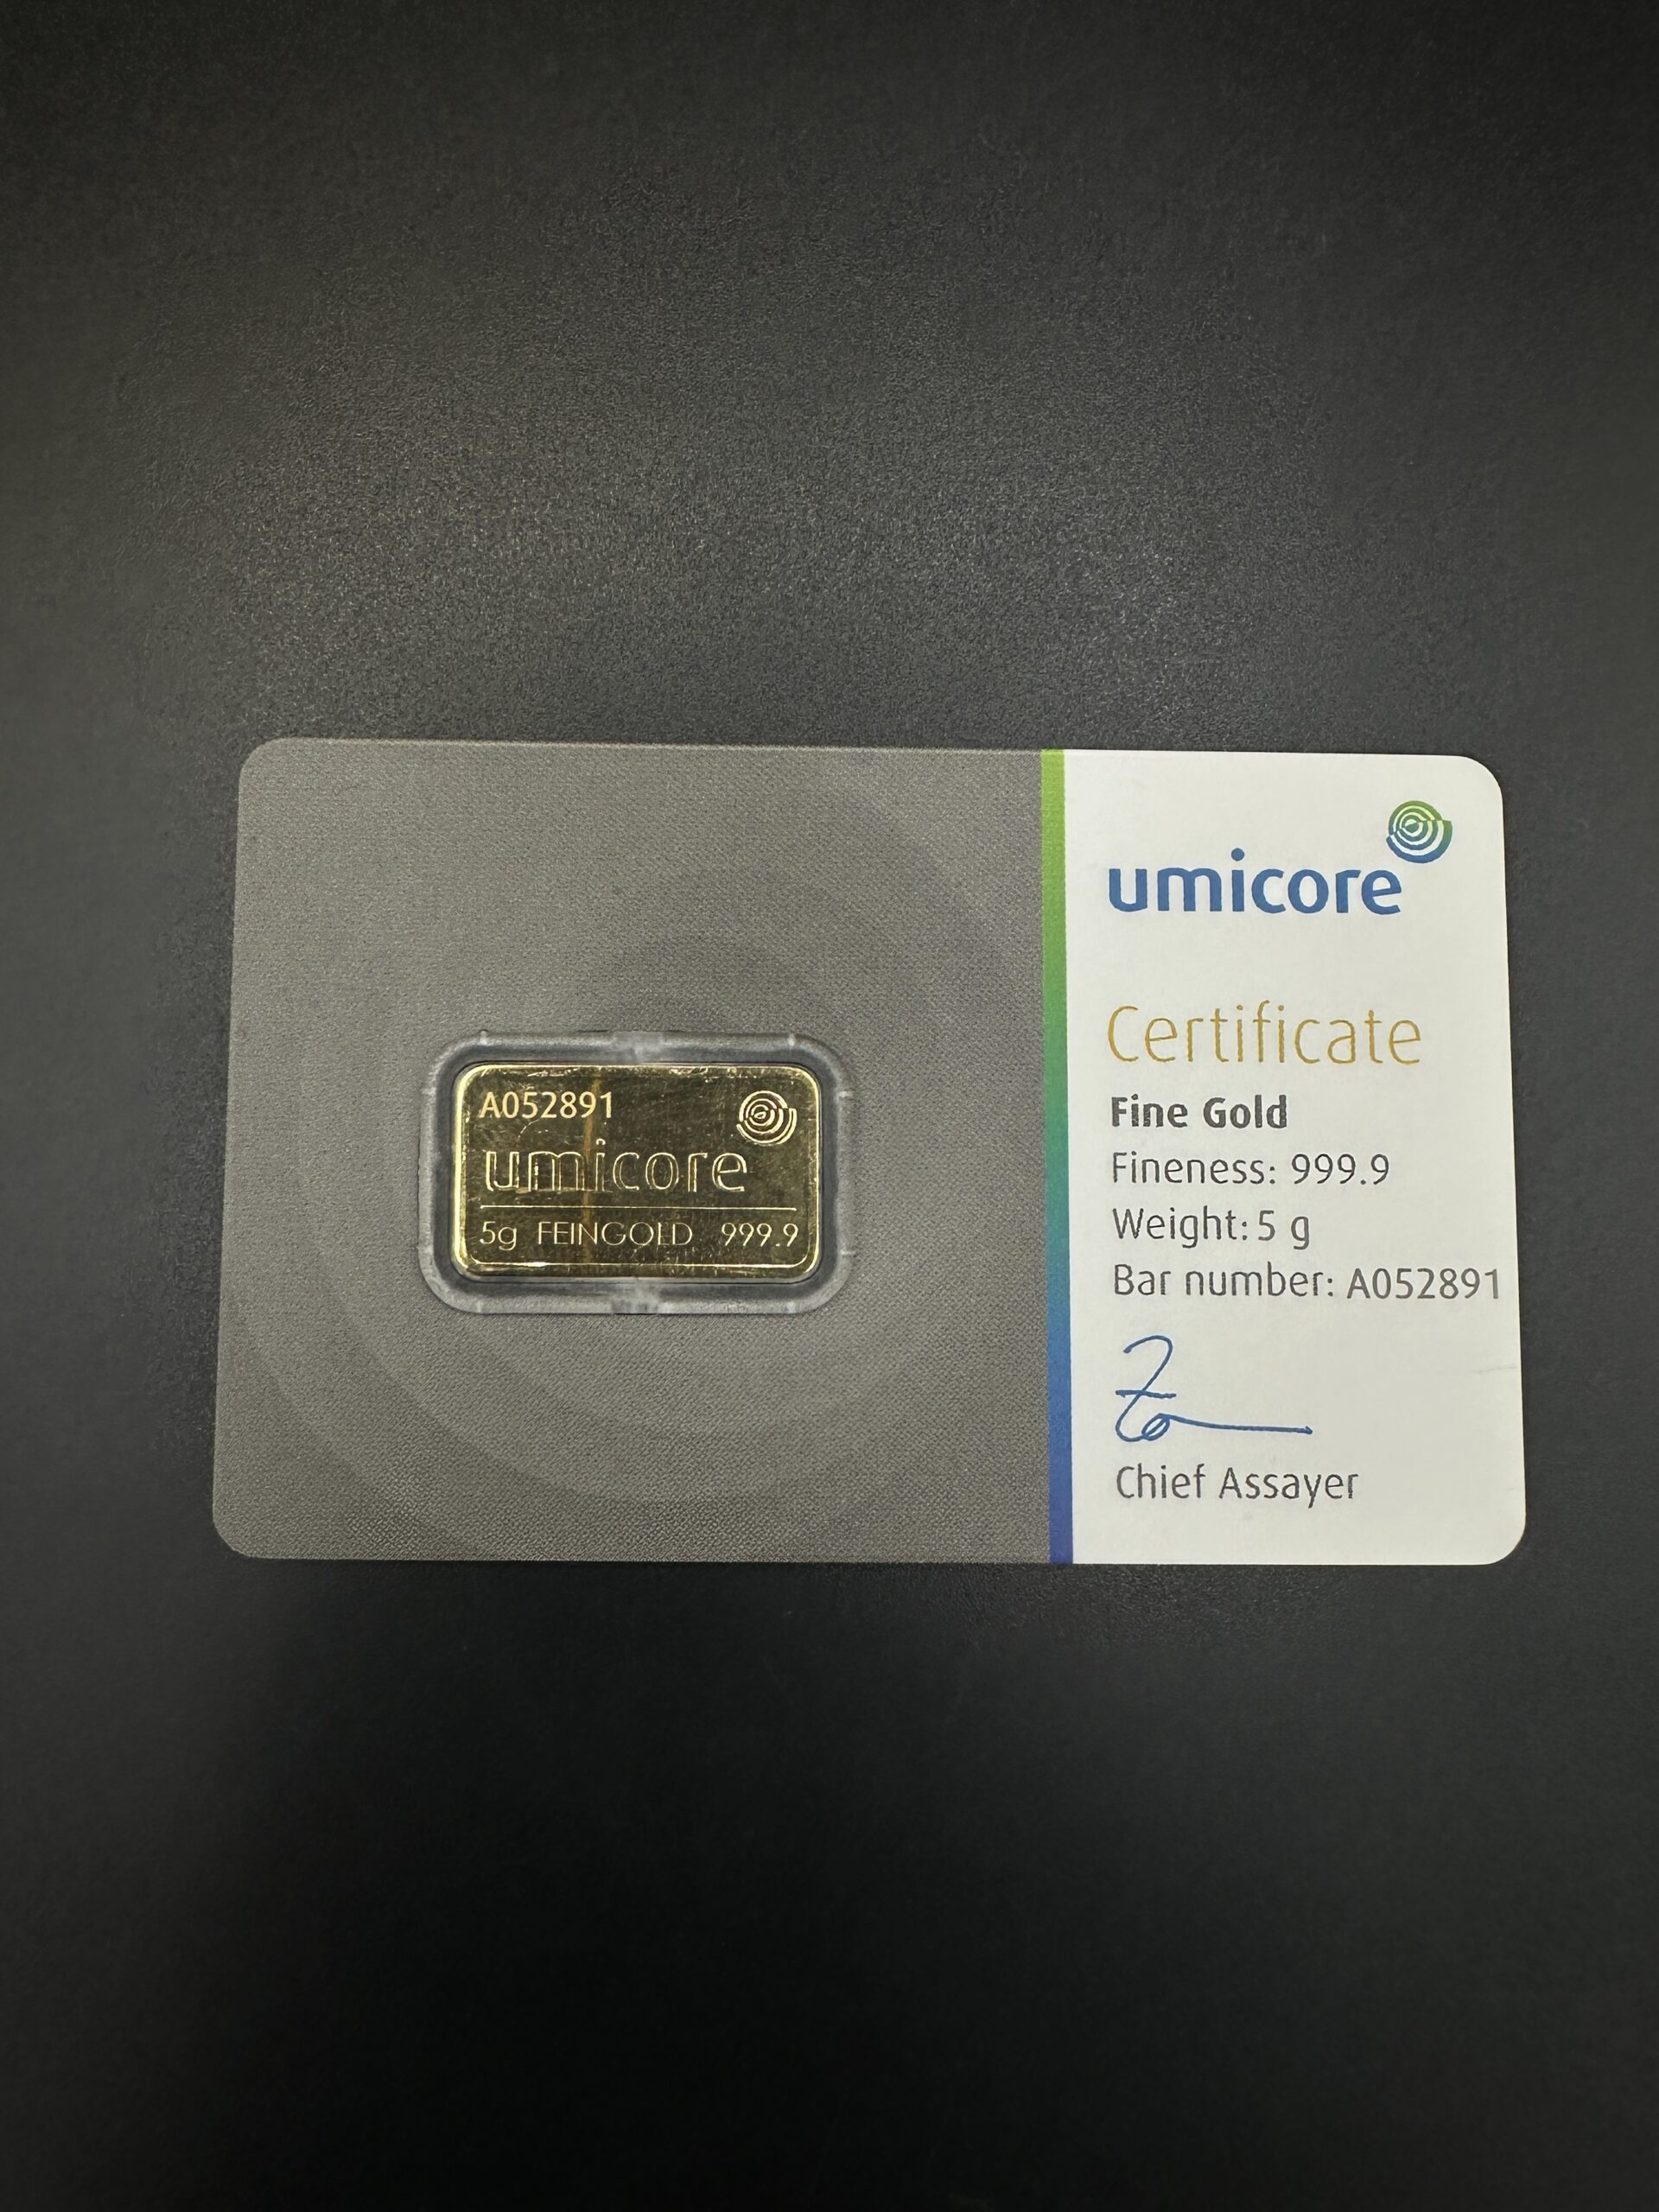 A052891
umicore
5g FEINGOLD 999.9
umicore
Certificate
Fine Gold
Fineness: 999.9
Weight: 5 g
Bar number: A052891
Chief Assayer